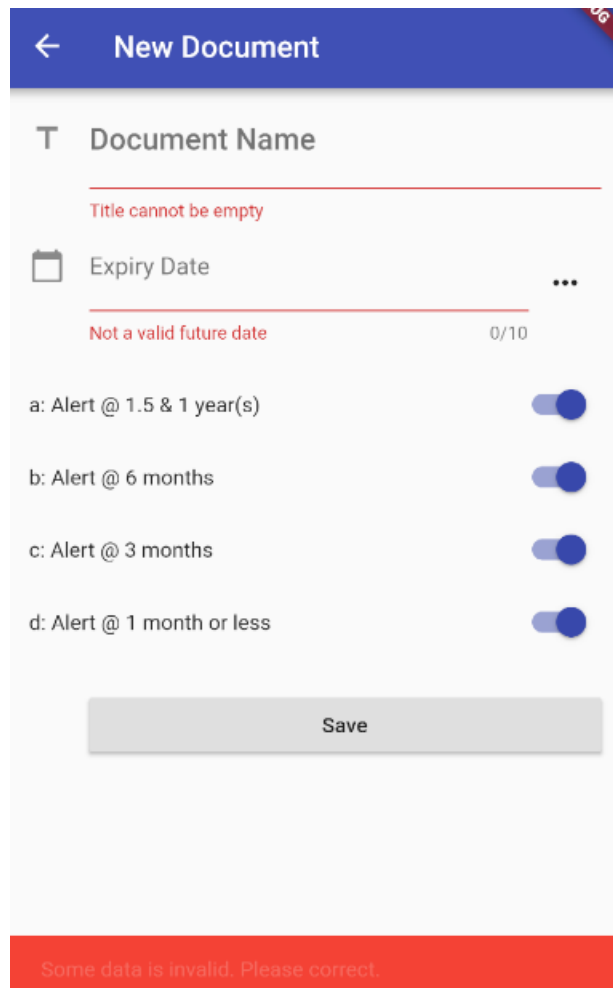 New Document
UG
Document Name
Title cannot be empty
Expiry Date
Not a valid future date 0/10
a: Alert @ 1.5 & 1 year(s)
b: Alert @ 6 months
c: Alert @ 3 months
d: Alert @ 1 month or less
Save
Some data is invalid. Please correct.